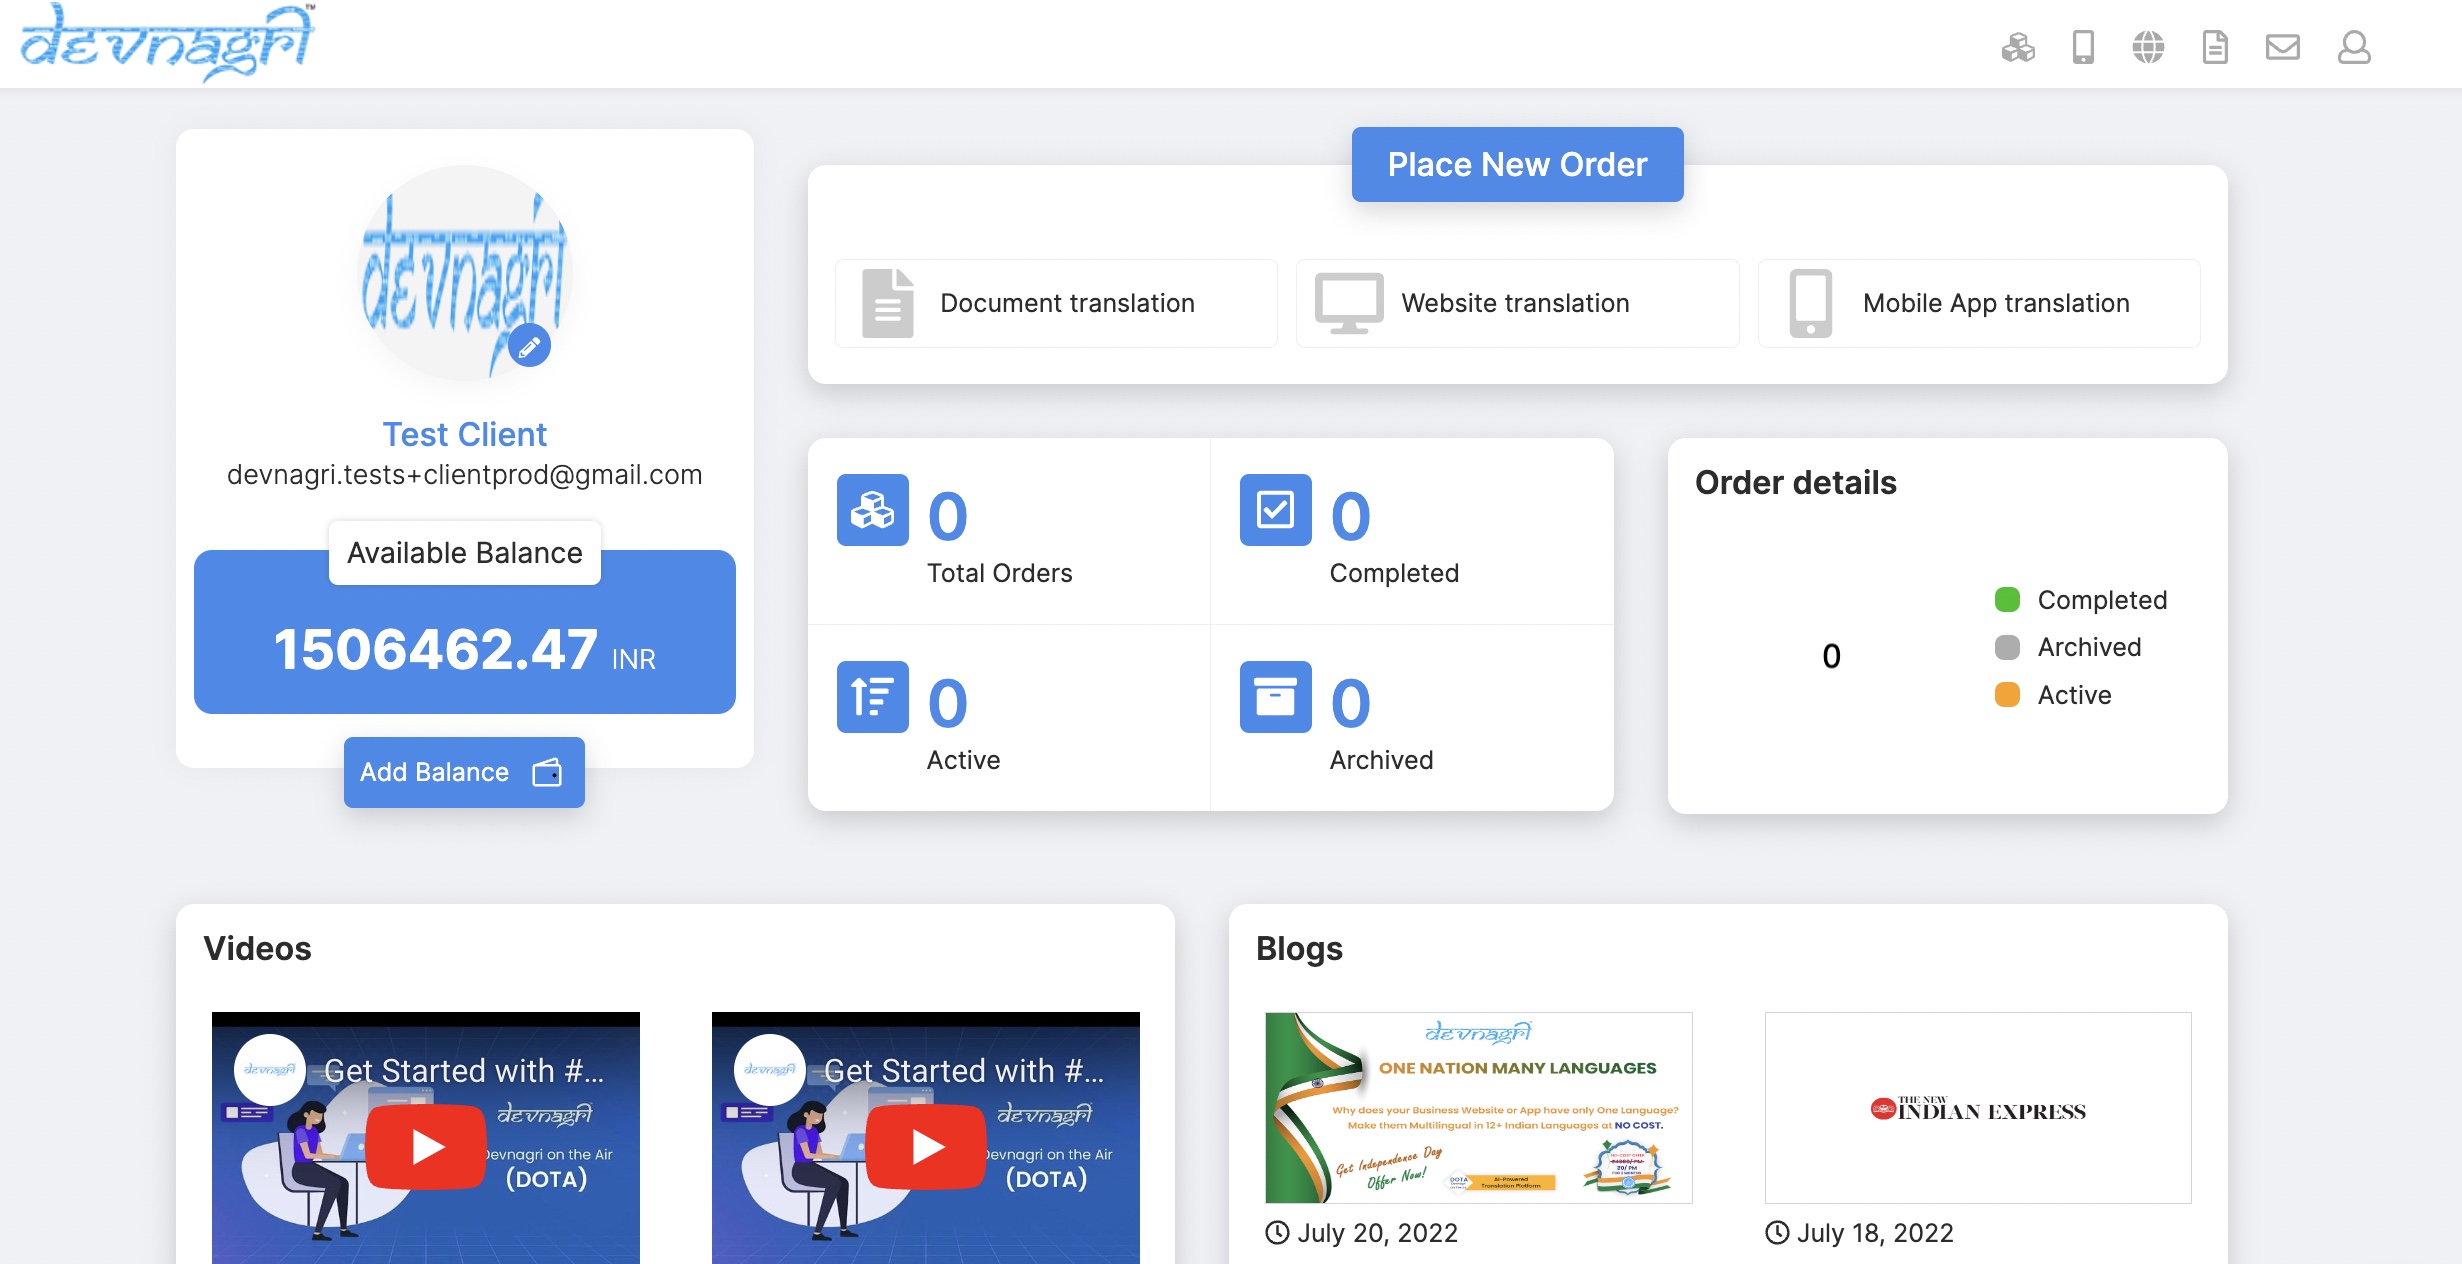 devnagri™
Place New Order
Document translation
Website translation
Mobile App translation
devnagri
Test Client
devnagri.tests+clientprod@gmail.com
Available Balance
1506462.47 INR
Add Balance
0
Total Orders
0
Completed
0
Active
0
Archived
Order details
0
Completed
Archived
Active
Videos
devnagri
Get Started with #...
devnagri
Devnagri on the Air
(DOTA)
devnagri
Get Started with #...
devnagri
Devnagri on the Air
(DOTA)
Blogs
devnagri
ONE NATION MANY LANGUAGES
Why does your Business Website or App have only One Language?
Make them Multilingual in 12+ Indian Languages at NO COST.
Get Independence Day
Offer Now!
DOTA
AI-Powered
Translation Platform
THE NEW
INDIAN EXPRESS
July 20, 2022
July 18, 2022